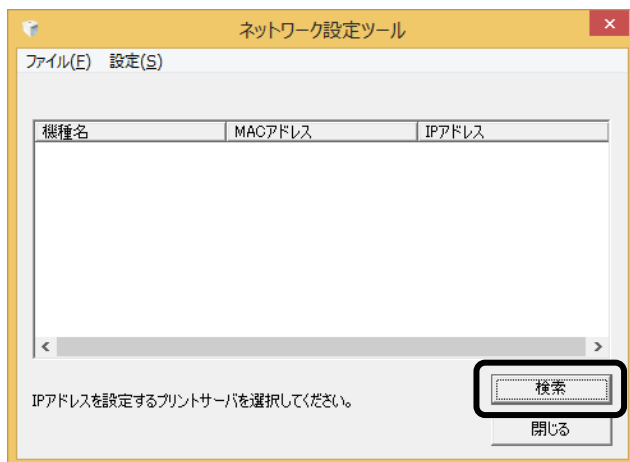 ネットワーク設定ツール
ファイル(F) 設定(S)
機種名 MACアドレス IPアドレス
IPアドレスを設定するプリントサーバを選択してください。
検索
閉じる